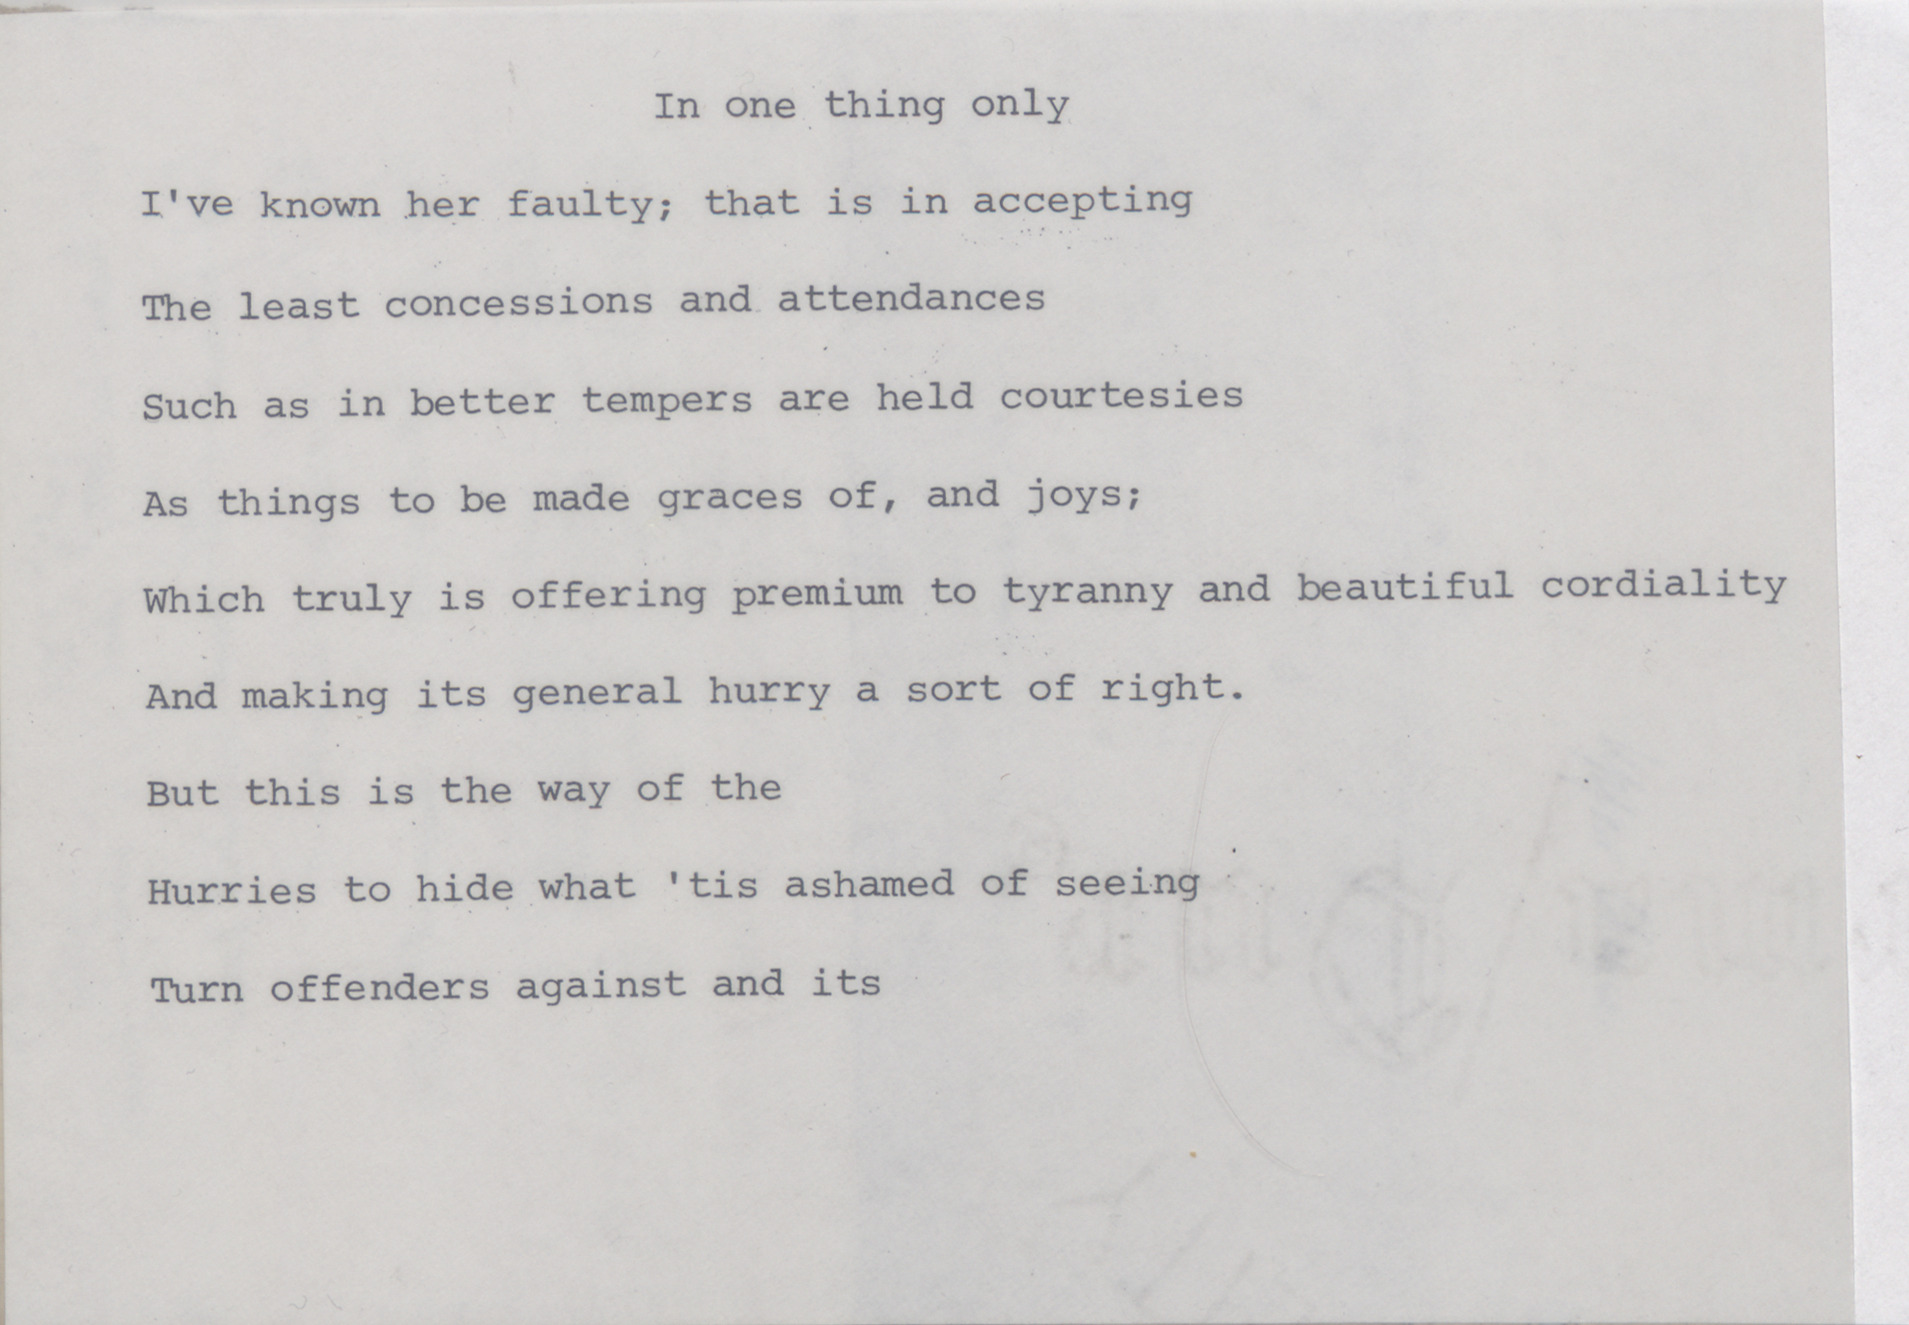 In one thing only
I've known her faulty; that is in accepting
The least concessions and attendances
Such as in better tempers are held courtesies
As things to be made graces of, and joys;
Which truly is offering premium to tyranny and beautiful cordiality
And making its general hurry a sort of right.
But this is the way of the
Hurries to hide what 'tis ashamed of seeing
Turn offenders against and its